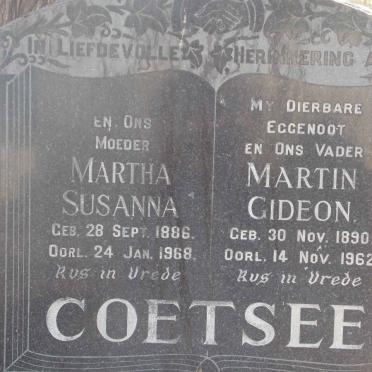 In Liefdevolle Herinnering A
En Ons
Moeder
Martha
Susanna
Geb. 28 Sept. 1886.
Oorl. 24 Jan. 1968.
Rus in Vrede
My Dierbare
Eggenoot
en Ons Vader
Martin
Gideon.
Geb. 30 Nov. 1890
Oorl. 14 Nov. 1962
Rus in Vrede
COETSEE